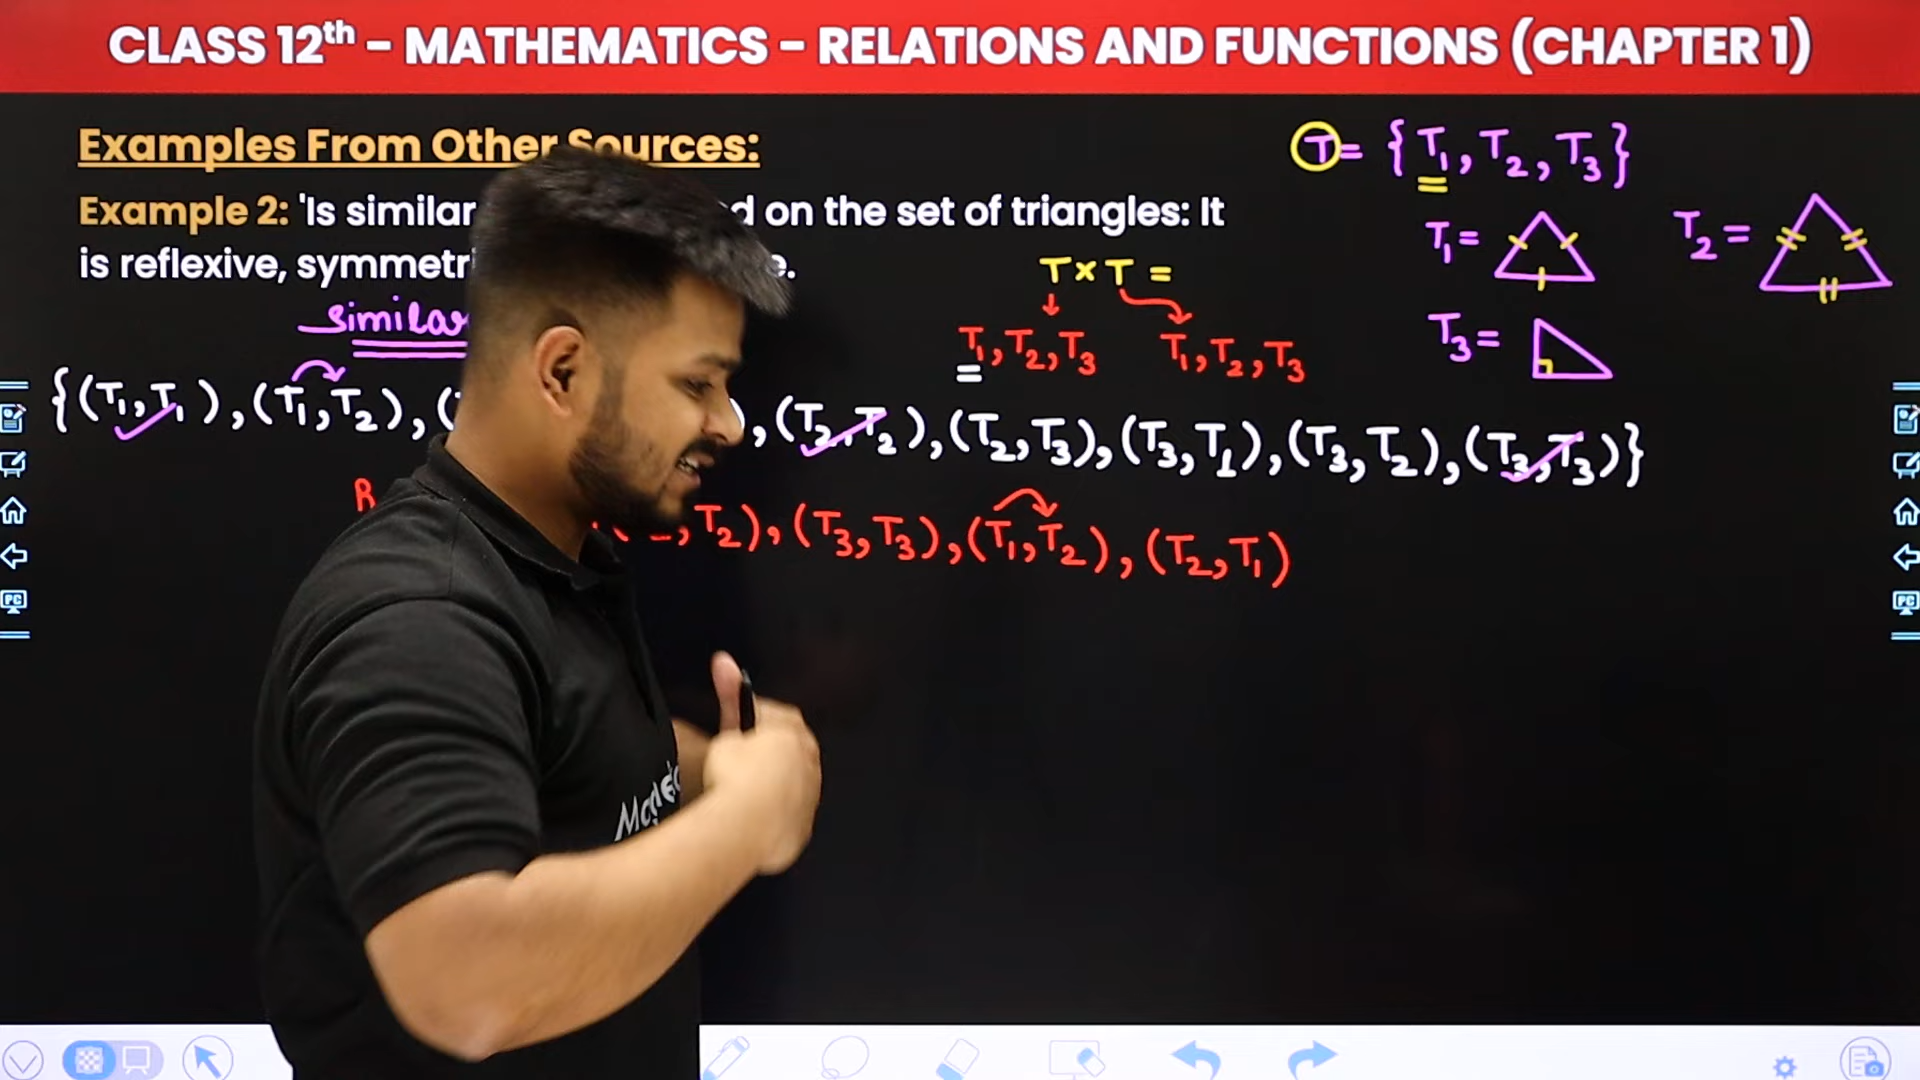 CLASS 12th - MATHEMATICS - RELATIONS AND FUNCTIONS (CHAPTER 1)
Examples From Other Sources:
Example 2: 'Is similar d on the set of triangles: It
is reflexive, symmetri e.
T = {T1, T2, T3}
T1 =
T2 =
T3 =
T × T =
T1, T2, T3 T1, T2, T3
Similar
{(T1, T1), (T1, T2), ( ), (T2, T2), (T2, T3), (T3, T1), (T3, T2), (T3, T3)}
R , T2), (T3, T3), (T1, T2), (T2, T1)
PC
PC